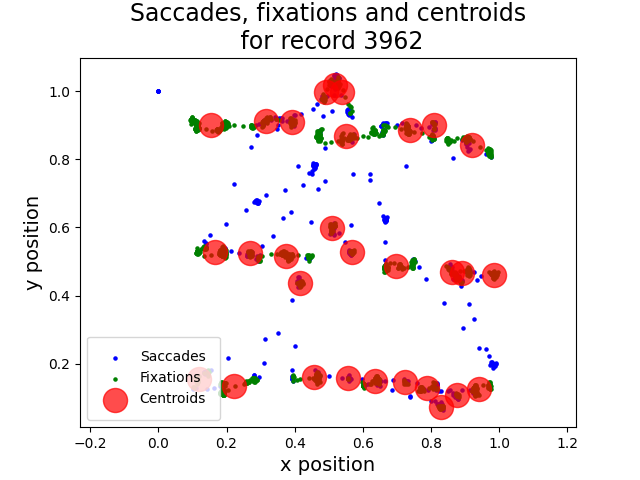 Saccades, fixations and centroids
for record 3962
1.0
0.8
0.6
0.4
0.2
y position
Saccades
Fixations
Centroids
−0.2
0.0
0.2
0.4
0.6
0.8
1.0
1.2
x position